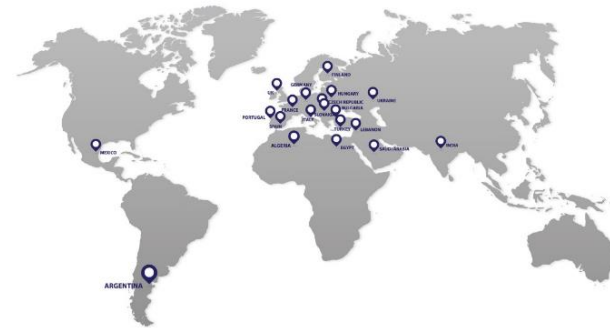 FINLAND
GERMANY
UK
HUNGARY
UKRAINE
CZECH REPUBLIC
FRANCE
BULGARIA
PORTUGAL
ITALY
SPAIN
TURKEY
LEBANON
ALGERIA
EGYPT
SAUDI ARABIA
INDIA
MEXICO
ARGENTINA